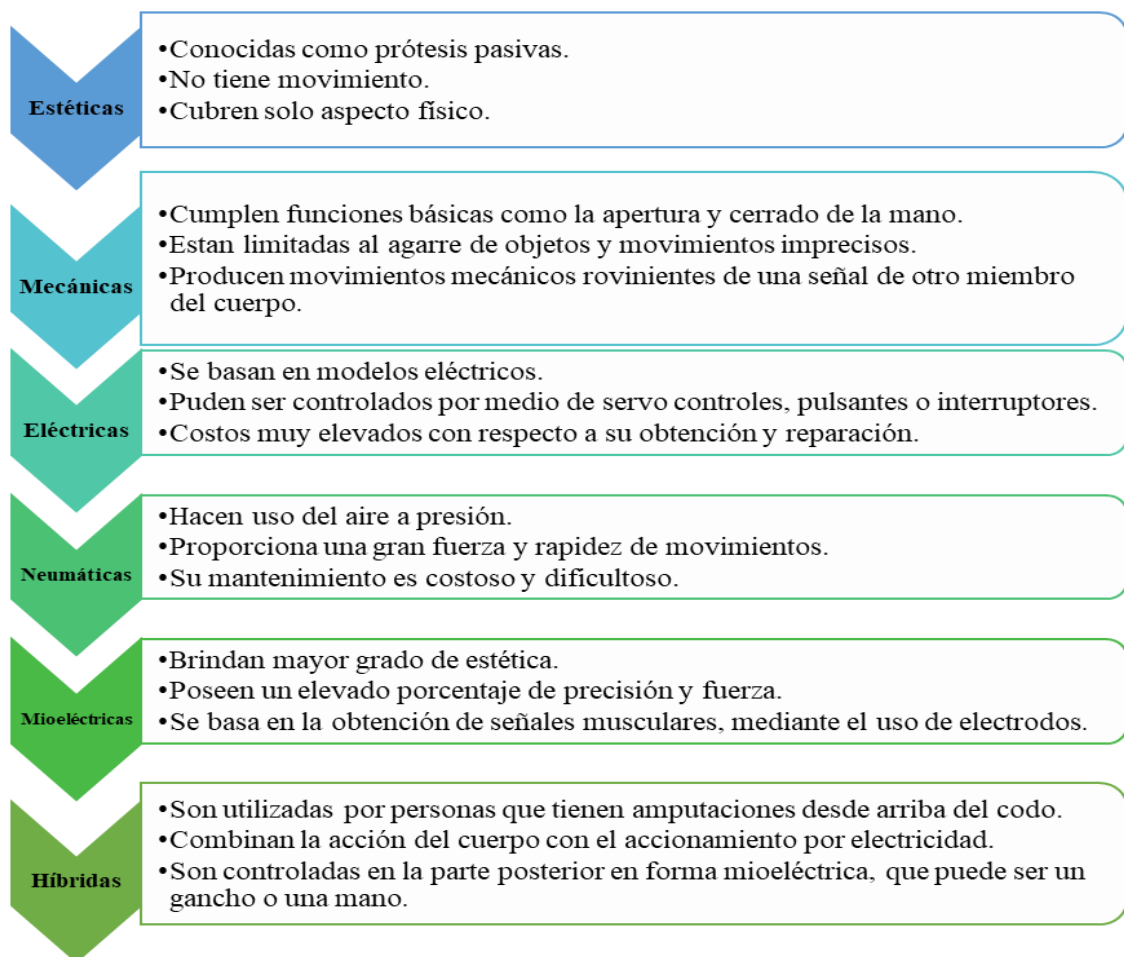 Estéticas
•Conocidas como prótesis pasivas.
•No tiene movimiento.
•Cubren solo aspecto físico.
Mecánicas
•Cumplen funciones básicas como la apertura y cerrado de la mano.
•Estan limitadas al agarre de objetos y movimientos imprecisos.
•Producen movimientos mecánicos rovinientes de una señal de otro miembro
del cuerpo.
Eléctricas
•Se basan en modelos eléctricos.
•Puden ser controlados por medio de servo controles, pulsantes o interruptores.
•Costos muy elevados con respecto a su obtención y reparación.
Neumáticas
•Hacen uso del aire a presión.
•Proporciona una gran fuerza y rapidez de movimientos.
•Su mantenimiento es costoso y dificultoso.
Mioeléctricas
•Brindan mayor grado de estética.
•Poseen un elevado porcentaje de precisión y fuerza.
•Se basa en la obtención de señales musculares, mediante el uso de electrodos.
Híbridas
•Son utilizadas por personas que tienen amputaciones desde arriba del codo.
•Combinan la acción del cuerpo con el accionamiento por electricidad.
•Son controladas en la parte posterior en forma mioeléctrica, que puede ser un
gancho o una mano.